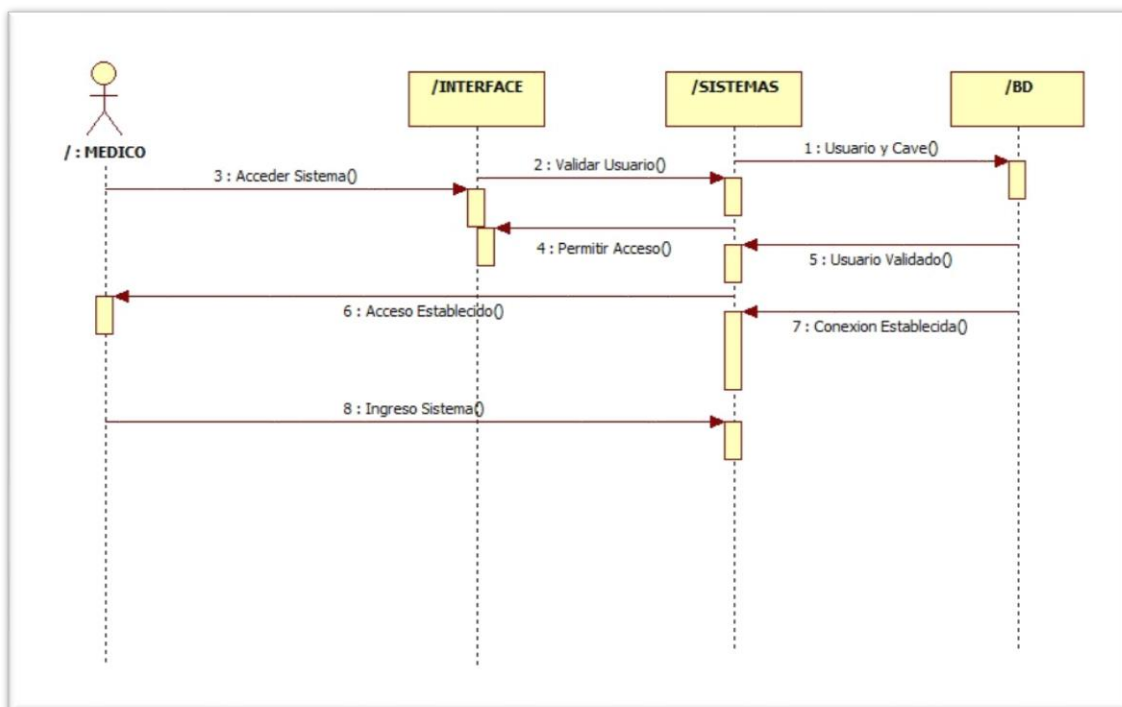 /INTERFACE
/SISTEMAS
/BD
/ : MEDICO
1 : Usuario y Cave()
2 : Validar Usuario()
3 : Acceder Sistema()
4 : Permitir Acceso()
5 : Usuario Validado()
6 : Acceso Establecido()
7 : Conexion Establecida()
8 : Ingreso Sistema()